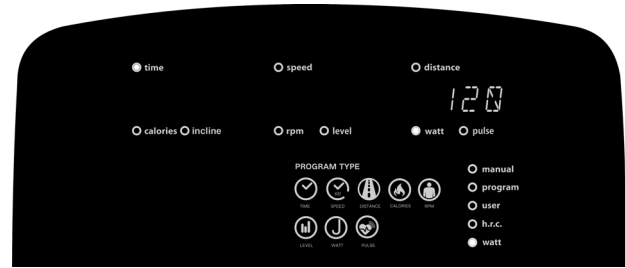 time speed distance
120
calories incline rpm level watt pulse
PROGRAM TYPE
manual
program
user
h.r.c.
watt
TIME SPEED DISTANCE CALORIES RPM
LEVEL WATT PULSE